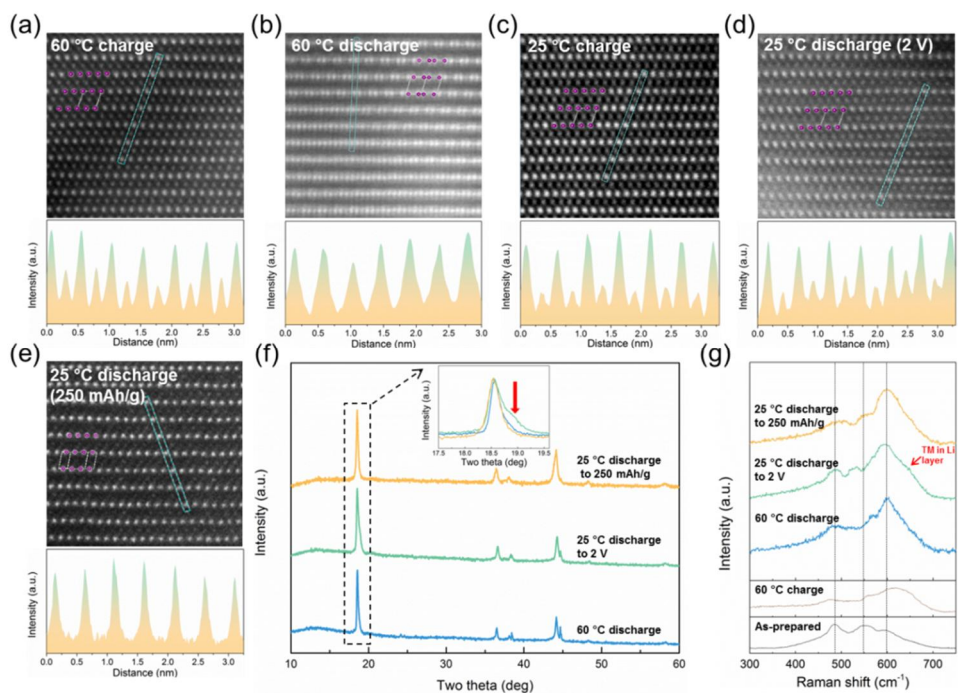 (a)
60 °C charge
Intensity (a.u.)
0.0 0.5 1.0 1.5 2.0 2.5 3.0
Distance (nm)
(b)
60 °C discharge
Intensity (a.u.)
0.0 0.5 1.0 1.5 2.0 2.5 3.0
Distance (nm)
(c)
25 °C charge
Intensity (a.u.)
0.0 0.5 1.0 1.5 2.0 2.5 3.0
Distance (nm)
(d)
25 °C discharge (2 V)
Intensity (a.u.)
0.0 0.5 1.0 1.5 2.0 2.5 3.0
Distance (nm)
(e)
25 °C discharge
(250 mAh/g)
Intensity (a.u.)
0.0 0.5 1.0 1.5 2.0 2.5 3.0
Distance (nm)
(f)
Intensity (a.u.)
17.5 18.0 18.5 19.0 19.5
Two theta (deg)
25 °C discharge
to 250 mAh/g
25 °C discharge
to 2 V
60 °C discharge
Intensity (a.u.)
10 20 30 40 50 60
Two theta (deg)
(g)
25 °C discharge
to 250 mAh/g
25 °C discharge
to 2 V
TM in Li
layer
60 °C discharge
60 °C charge
As-prepared
Intensity (a.u.)
300 400 500 600 700
Raman shift (cm⁻¹)